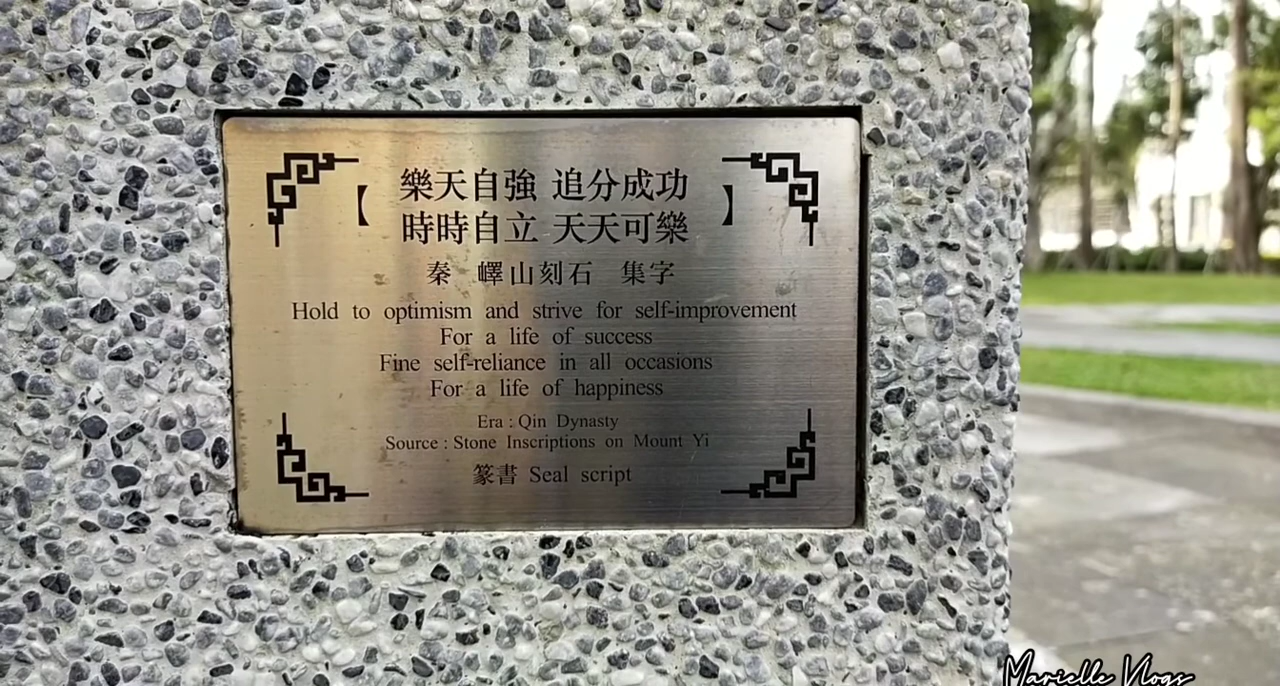 【樂天自強 追分成功
時時自立 天天可樂】
秦 嶧山刻石 集字
Hold to optimism and strive for self-improvement
For a life of success
Fine self-reliance in all occasions
For a life of happiness
Era : Qin Dynasty
Source : Stone Inscriptions on Mount Yi
篆書 Seal script
Marielle Vlogs